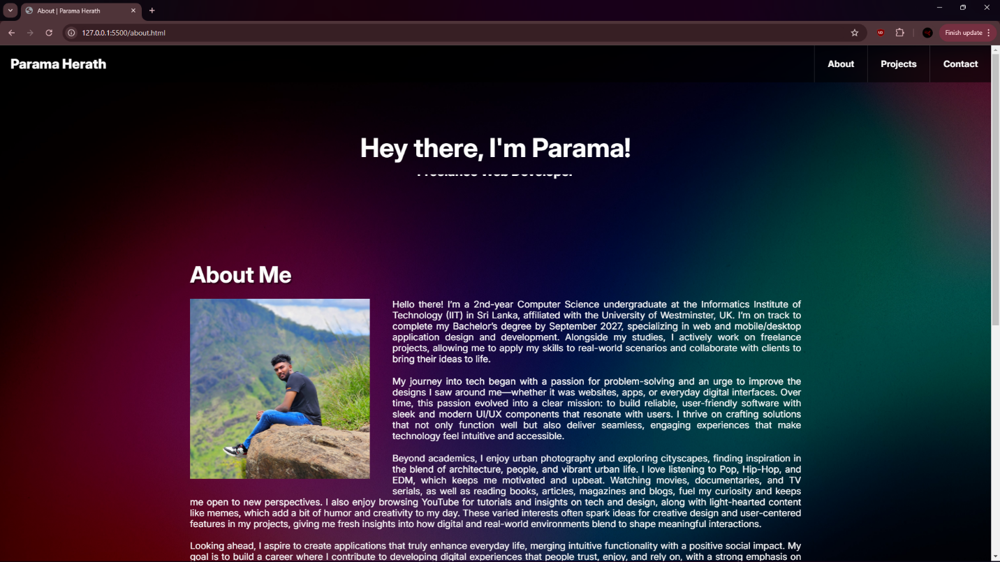 About | Parama Herath
127.0.0.1:5500/about.html
Finish update
Parama Herath
About
Projects
Contact
Hey there, I'm Parama!
Freelance Web Developer
About Me
Hello there! I’m a 2nd-year Computer Science undergraduate at the Informatics Institute of
Technology (IIT) in Sri Lanka, affiliated with the University of Westminster, UK. I’m on track to
complete my Bachelor’s degree by September 2027, specializing in web and mobile/desktop
application design and development. Alongside my studies, I actively work on freelance
projects, allowing me to apply my skills to real-world scenarios and collaborate with clients to
bring their ideas to life.
My journey into tech began with a passion for problem-solving and an urge to improve the
designs I saw around me—whether it was websites, apps, or everyday digital interfaces. Over
time, this passion evolved into a clear mission: to build reliable, user-friendly software with
sleek and modern UI/UX components that resonate with users. I thrive on crafting solutions
that not only function well but also deliver seamless, engaging experiences that make
technology feel intuitive and accessible.
Beyond academics, I enjoy urban photography and exploring cityscapes, finding inspiration in
the blend of architecture, people, and vibrant urban life. I love listening to Pop, Hip-Hop, and
EDM, which keeps me motivated and upbeat. Watching movies, documentaries, and TV
serials, as well as reading books, articles, magazines and blogs, fuel my curiosity and keeps
me open to new perspectives. I also enjoy browsing YouTube for tutorials and insights on tech and design, along with light-hearted content
like memes, which add a bit of humor and creativity to my day. These varied interests often spark ideas for creative design and user-centered
features in my projects, giving me fresh insights into how digital and real-world environments blend to shape meaningful interactions.
Looking ahead, I aspire to create applications that truly enhance everyday life, merging intuitive functionality with a positive social impact. My
goal is to build a career where I contribute to developing digital experiences that people trust, enjoy, and rely on, with a strong emphasis on